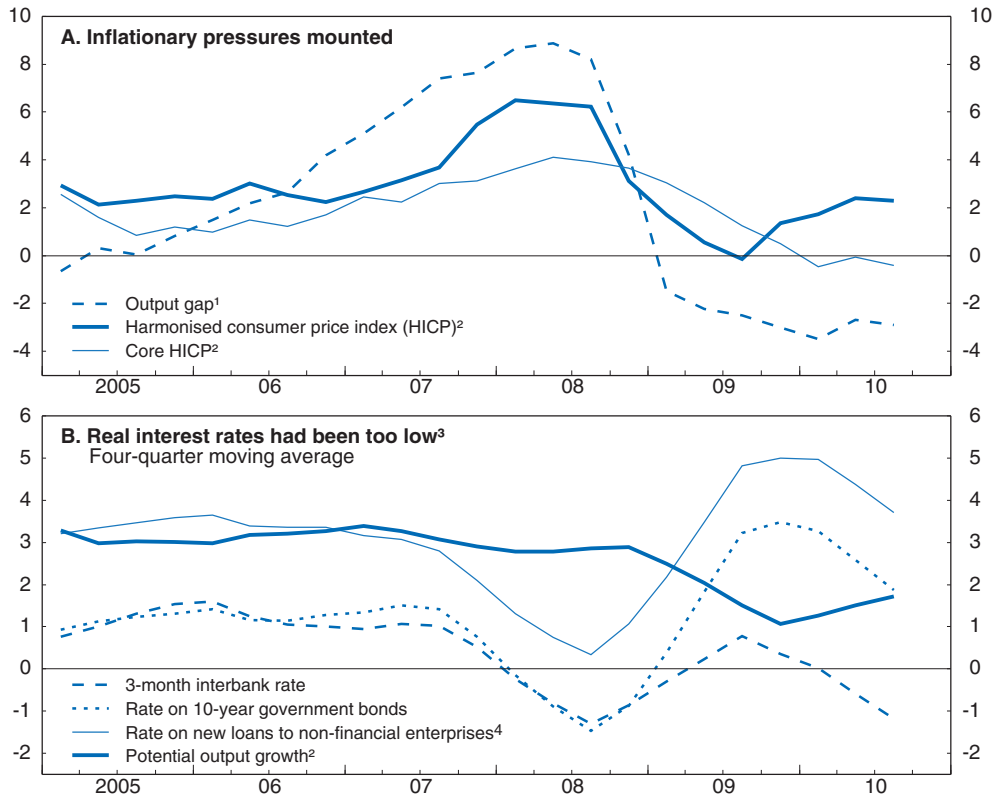 A. Inflationary pressures mounted
10 10
8 8
6 6
4 4
2 2
0 0
-2 -2
-4 -4
Output gap¹
Harmonised consumer price index (HICP)²
Core HICP²
2005 06 07 08 09 10
B. Real interest rates had been too low³
Four-quarter moving average
6 6
5 5
4 4
3 3
2 2
1 1
0 0
-1 -1
-2 -2
3-month interbank rate
Rate on 10-year government bonds
Rate on new loans to non-financial enterprises⁴
Potential output growth²
2005 06 07 08 09 10